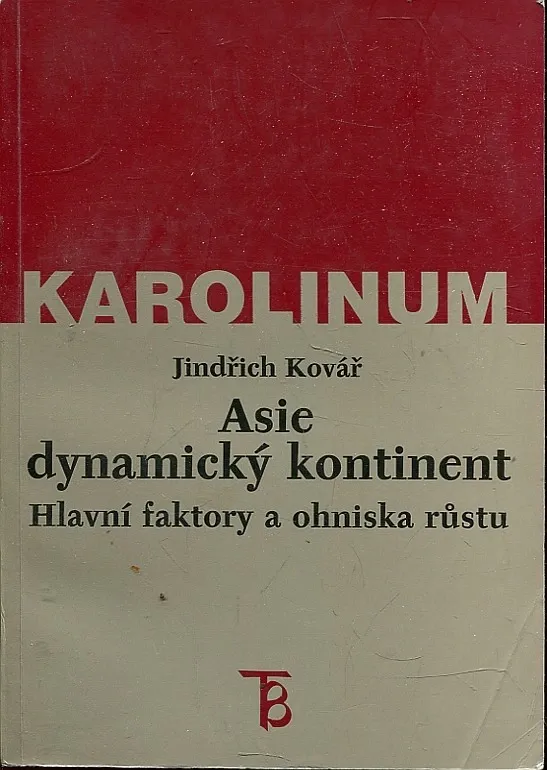 KAROLINUM
Jindřich Kovář
Asie
dynamický kontinent
Hlavní faktory a ohniska růstu